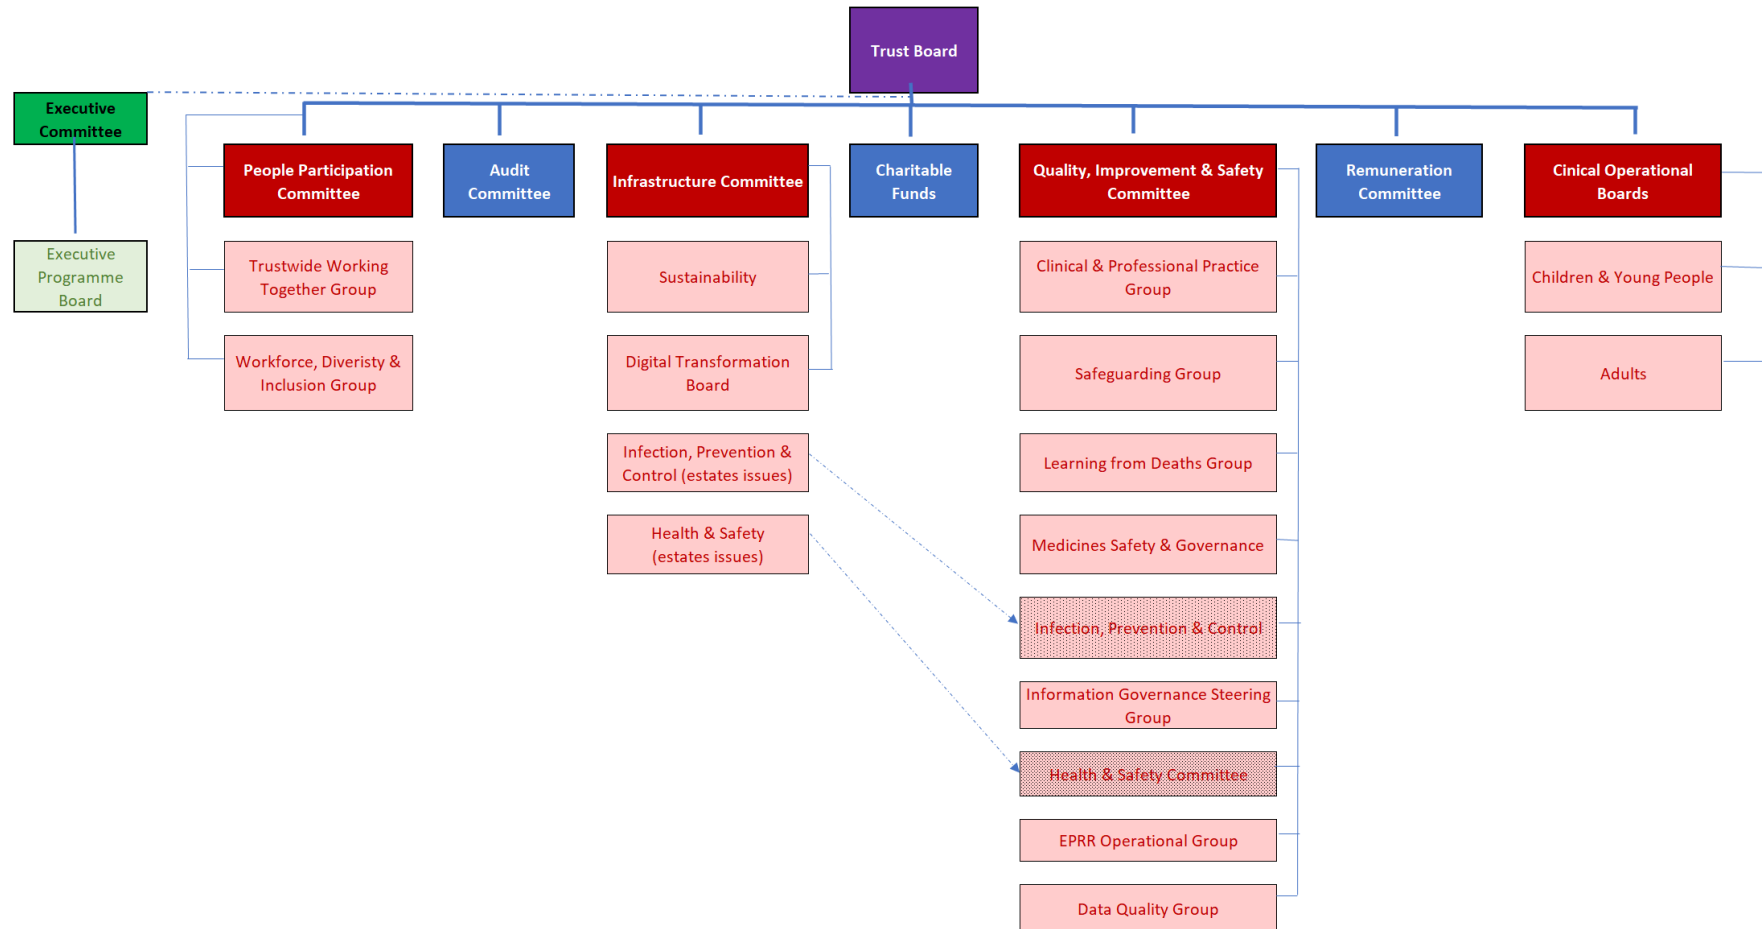 Trust Board
Executive
Committee
Executive
Programme
Board
People Participation
Committee
Trustwide Working
Together Group
Workforce, Diveristy &
Inclusion Group
Audit
Committee
Infrastructure Committee
Sustainability
Digital Transformation
Board
Infection, Prevention &
Control (estates issues)
Health & Safety
(estates issues)
Charitable
Funds
Quality, Improvement & Safety
Committee
Clinical & Professional Practice
Group
Safeguarding Group
Learning from Deaths Group
Medicines Safety & Governance
Infection, Prevention & Control
Information Governance Steering
Group
Health & Safety Committee
EPRR Operational Group
Data Quality Group
Remuneration
Committee
Cinical Operational
Boards
Children & Young People
Adults